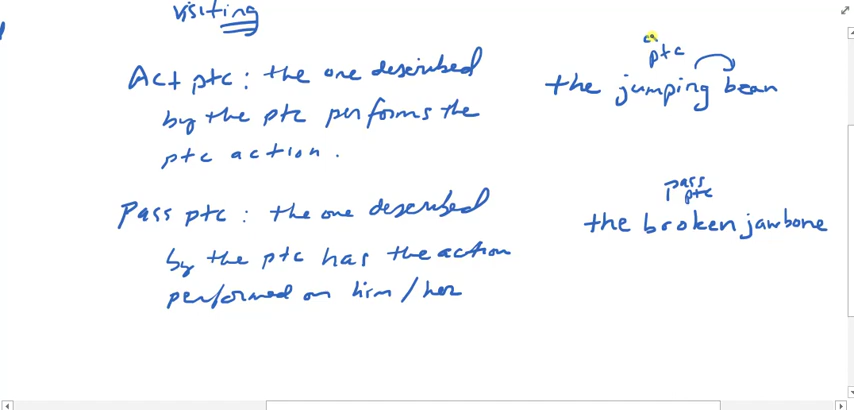 visiting
Act ptc : the one described
by the ptc performs the
ptc action.
ptc
the jumping bean
Pass ptc : the one described
by the ptc has the action
performed on him/her
Pass
ptc
the broken jawbone